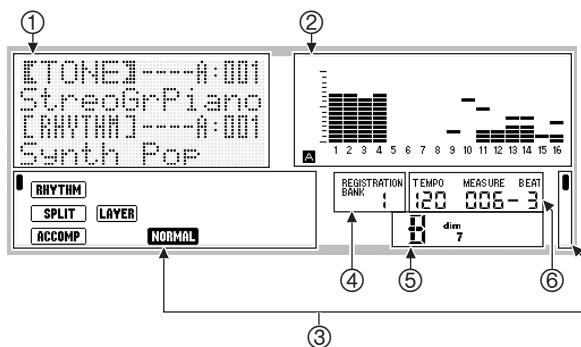 ① ②
【TONE】----A:001
StreoGrPiano
[RHYTHM]----A:001
Synth Pop
A
1 2 3 4 5 6 7 8 9 10 11 12 13 14 15 16
RHYTHM
SPLIT LAYER
ACCOMP NORMAL
REGISTRATION BANK 1
TEMPO MEASURE BEAT
120 006- 3
dim
7
④ ⑤ ⑥
③